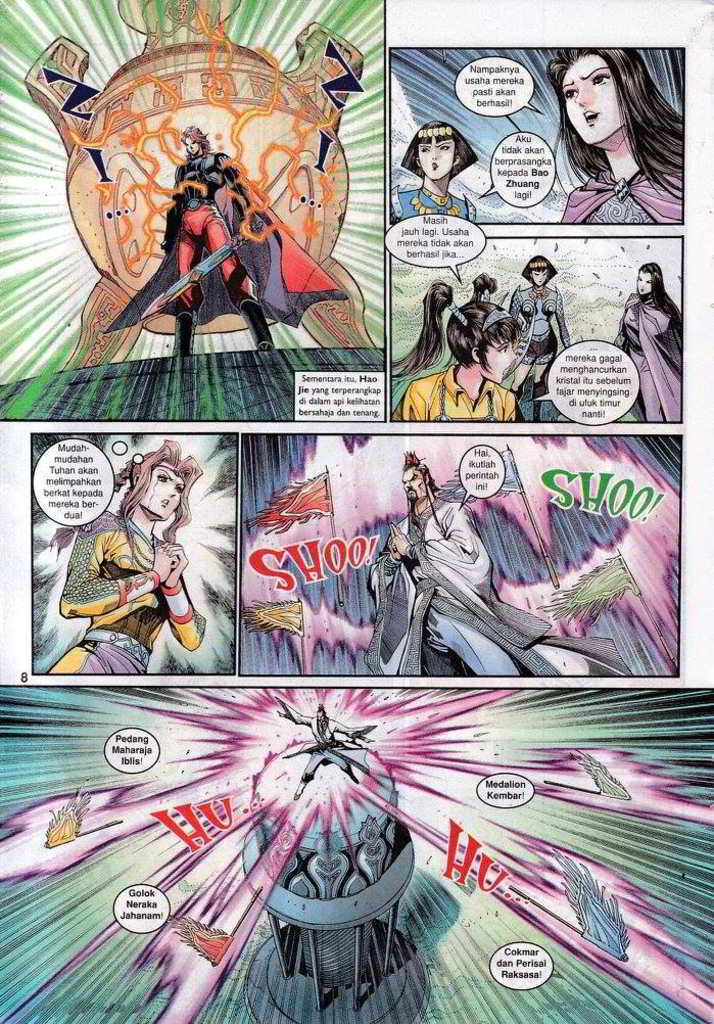 ZZI...
ZZI...
Sementara itu, Hao
Jie yang terperangkap
di dalam api kelihatan
bersahaja dan tenang.
Nampaknya
usaha mereka
pasti akan
berhasil!
Aku
tidak akan
berprasangka
kepada Bao
Zhuang
lagi!
Masih
jauh lagi. Usaha
mereka tidak akan
berhasil jika...
... mereka gagal
menghancurkan
kristal itu sebelum
fajar menyingsing
di ufuk timur
nanti!
Mudah-
mudahan
Tuhan akan
melimpahkan
berkat kepada
mereka ber-
dua!
Hai,
ikutlah
perintah
ini!
SHOO!
SHOO!
8
Pedang
Maharaja
Iblis!
Medalion
Kembar!
HU...
HU...
Golok
Neraka
Jahanam!
Cokmar
dan Perisai
Raksasa!